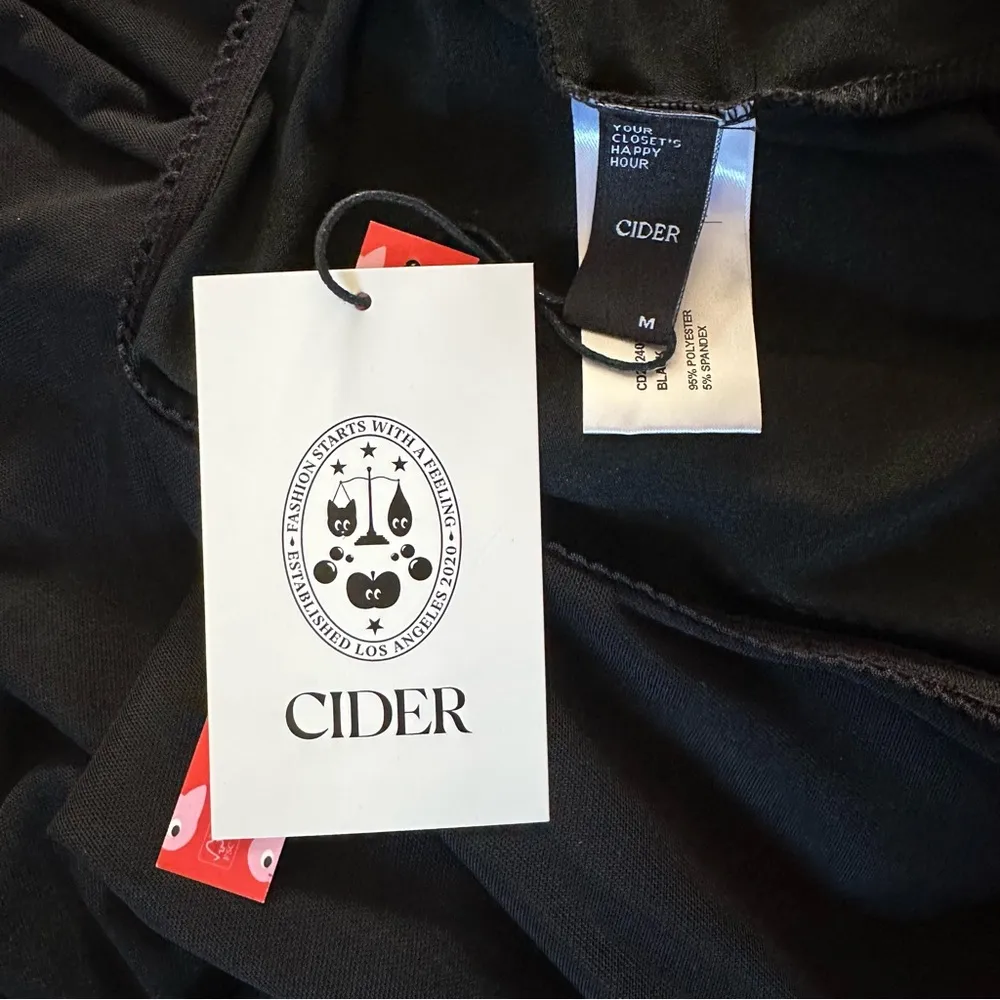 YOUR
CLOSET'S
HAPPY
HOUR
CIDER
M
95% POLYESTER
5% SPANDEX
FASHION STARTS WITH A FEELING •
ESTABLISHED LOS ANGELES 2020 •
CIDER